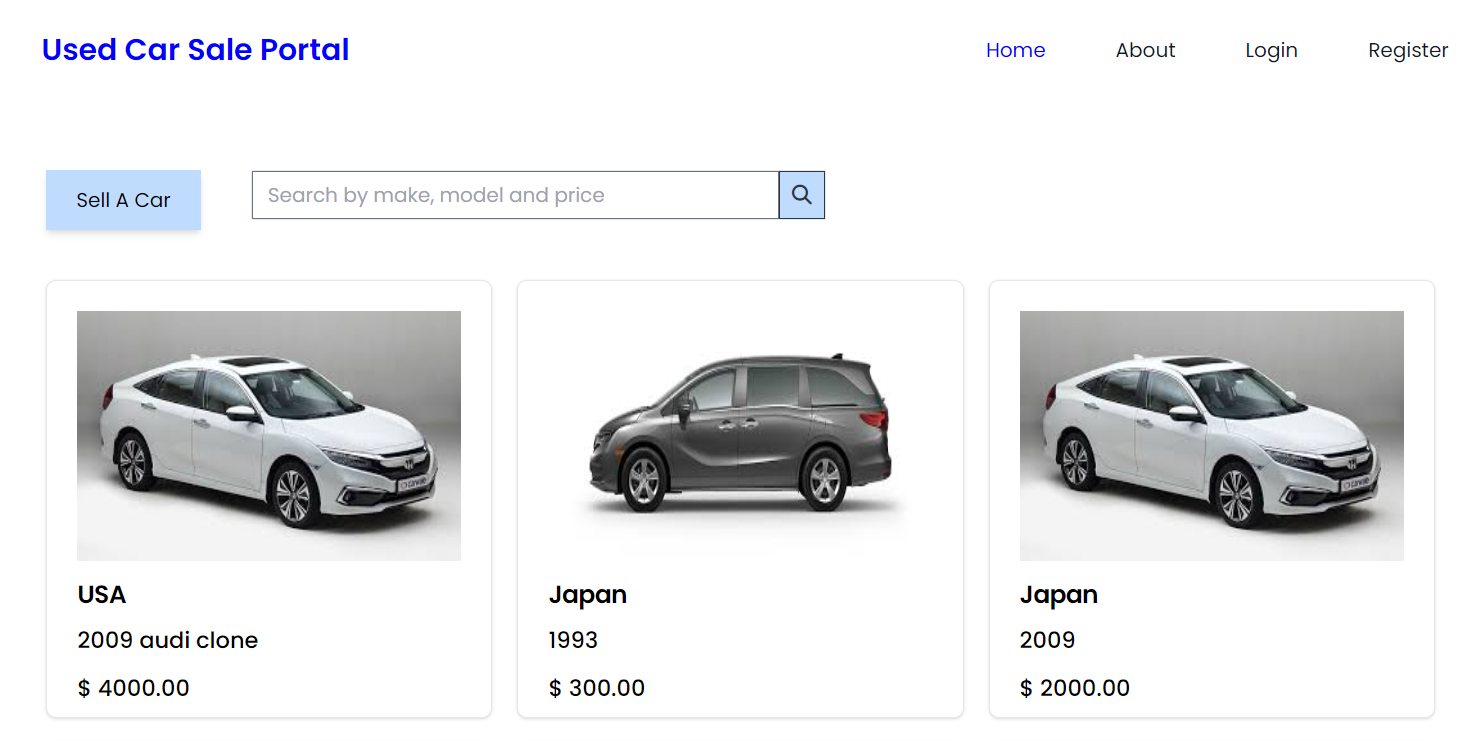 Used Car Sale Portal
Home About Login Register
Sell A Car
Search by make, model and price
USA
2009 audi clone
$ 4000.00
Japan
1993
$ 300.00
Japan
2009
$ 2000.00